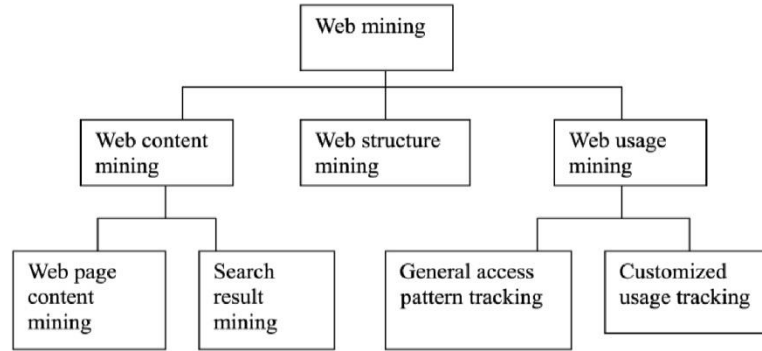 Web mining
Web content
mining
Web structure
mining
Web usage
mining
Web page
content
mining
Search
result
mining
General access
pattern tracking
Customized
usage tracking